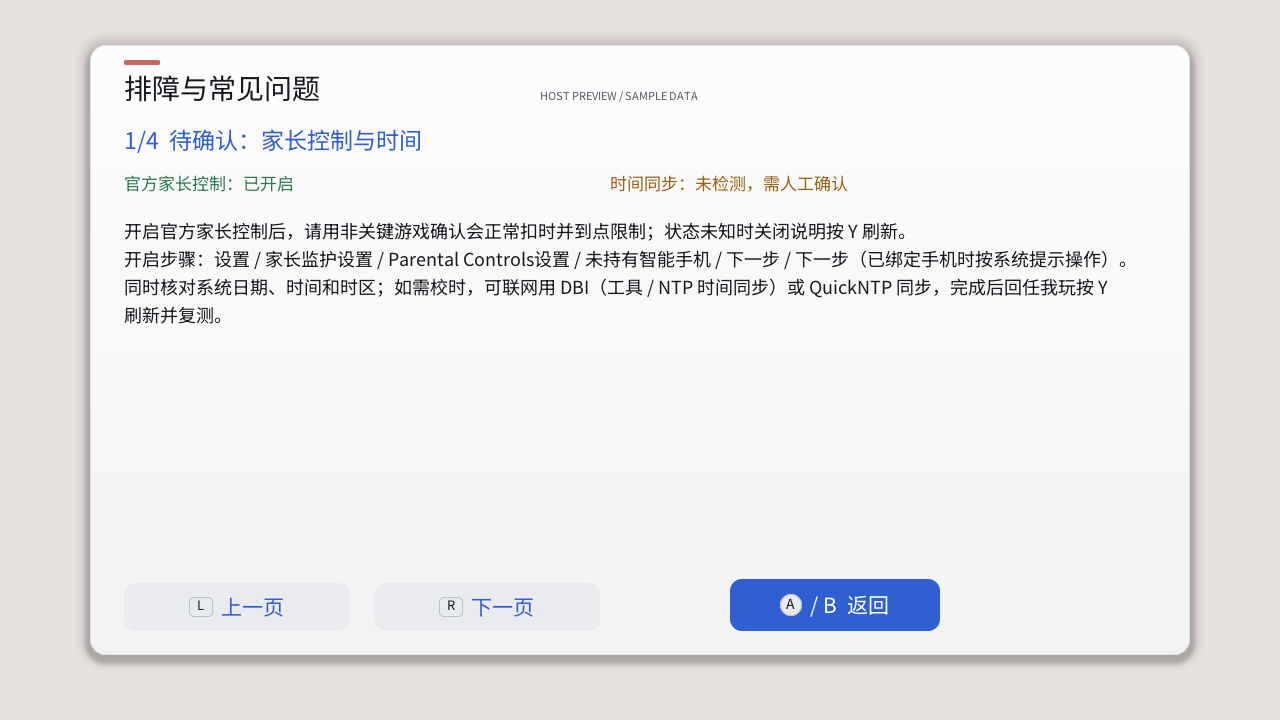 排障与常见问题
HOST PREVIEW / SAMPLE DATA
1/4 待确认：家长控制与时间
官方家长控制：已开启
时间同步：未检测，需人工确认
开启官方家长控制后，请用非关键游戏确认会正常扣时并到点限制；状态未知时关闭说明按 Y 刷新。
开启步骤：设置 / 家长监护设置 / Parental Controls设置 / 未持有智能手机 / 下一步 / 下一步（已绑定手机时按系统提示操作）。
同时核对系统日期、时间和时区；如需校时，可联网用 DBI（工具 / NTP 时间同步）或 QuickNTP 同步，完成后回任我玩按 Y
刷新并复测。
L 上一页
R 下一页
A / B 返回